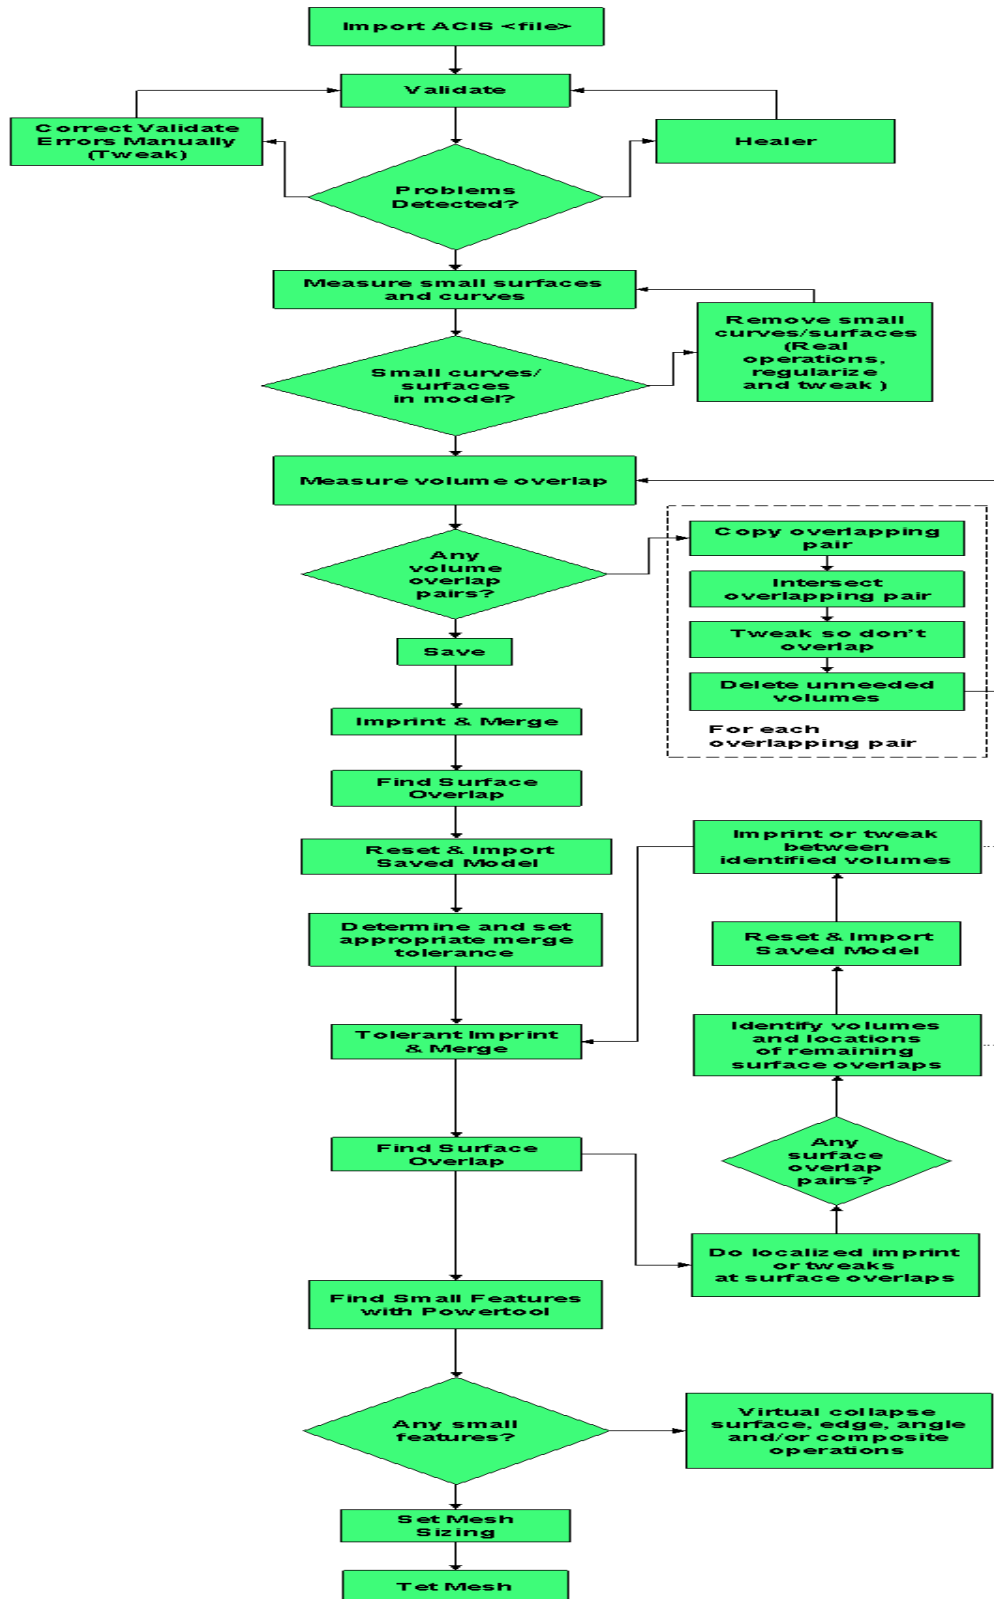 Import ACIS <file>
Validate
Correct Validate
Errors Manually
(Tweak)
Healer
Problems
Detected?
Measure small surfaces
and curves
Remove small
curves/surfaces
(Real
operations,
regularize
and tweak )
Small curves/
surfaces
in model?
Measure volume overlap
Any
volume
overlap
pairs?
Copy overlapping
pair
Intersect
overlapping pair
Tweak so don't
overlap
Delete unneeded
volumes
For each
overlapping pair
Save
Imprint & Merge
Find Surface
Overlap
Reset & Import
Saved Model
Determine and set
appropriate merge
tolerance
Tolerant Imprint
& Merge
Find Surface
Overlap
Imprint or tweak
between
identified volumes
Reset & Import
Saved Model
Identify volumes
and locations
of remaining
surface overlaps
Any
surface
overlap
pairs?
Do localized imprint
or tweaks
at surface overlaps
Find Small Features
with Powertool
Any small
features?
Virtual collapse
surface, edge, angle
and/or composite
operations
Set Mesh
Sizing
Tet Mesh